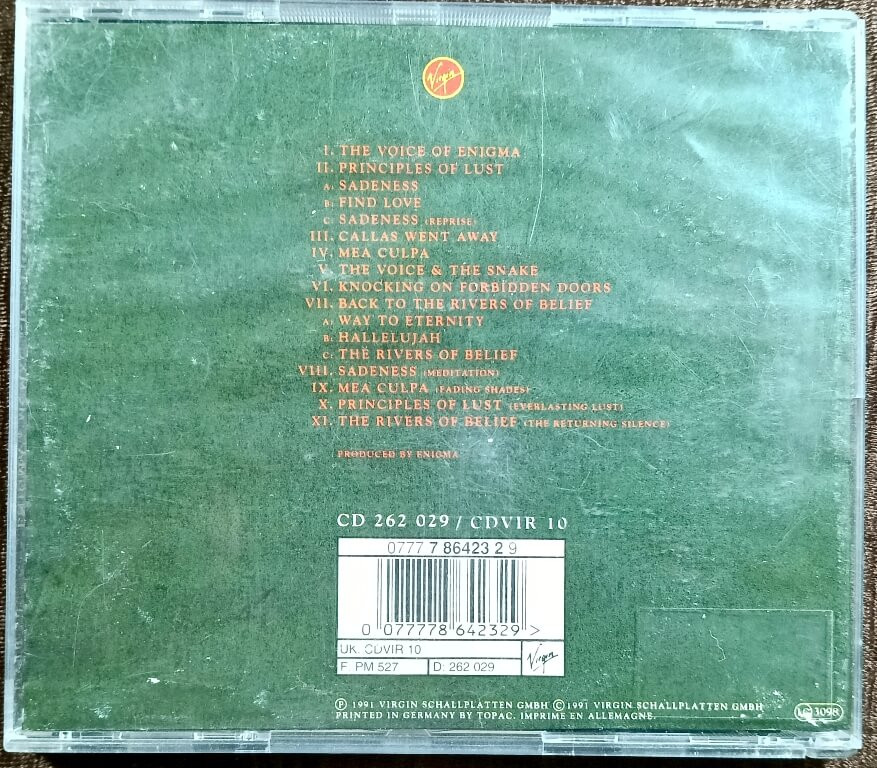 Virgin
I. THE VOICE OF ENIGMA
II. PRINCIPLES OF LUST
A: SADENESS
B: FIND LOVE
C: SADENESS (REPRISE)
III. CALLAS WENT AWAY
IV. MEA CULPA
V. THE VOICE & THE SNAKE
VI. KNOCKING ON FORBIDDEN DOORS
VII. BACK TO THE RIVERS OF BELIEF
A: WAY TO ETERNITY
B: HALLELUJAH
C: THE RIVERS OF BELIEF
VIII. SADENESS (MEDITATION)
IX. MEA CULPA (FADING SHADES)
X. PRINCIPLES OF LUST (EVERLASTING LUST)
XI. THE RIVERS OF BELIEF (THE RETURNING SILENCE)
PRODUCED BY ENIGMA
CD 262 029 / CDVIR 10
0777 7 86423 2 9
0 077778 642329 >
UK: CDVIR 10
F: PM 527 D: 262 029 Virgin
Ⓟ 1991 VIRGIN SCHALLPLATTEN GMBH © 1991 VIRGIN SCHALLPLATTEN GMBH
PRINTED IN GERMANY BY TOPAC. IMPRIME EN ALLEMAGNE.
LC 3098